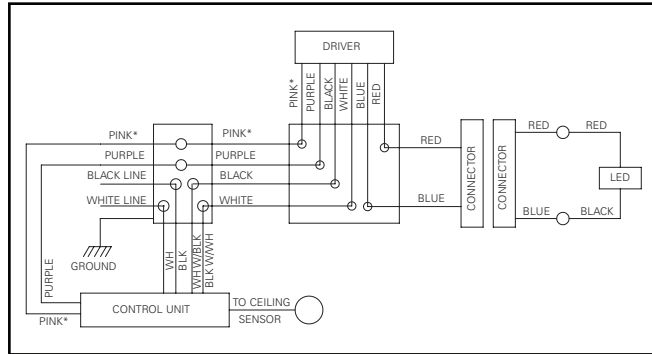 DRIVER
PINK*
PURPLE
BLACK
WHITE
BLUE
RED
PINK*
PINK*
PURPLE
PURPLE
BLACK LINE
BLACK
WHITE LINE
WHITE
RED
BLUE
CONNECTOR
CONNECTOR
RED
RED
LED
BLUE
BLACK
GROUND
WH
BLK
WH W/BLK
BLK W/WH
PURPLE
PINK*
CONTROL UNIT
TO CEILING
SENSOR